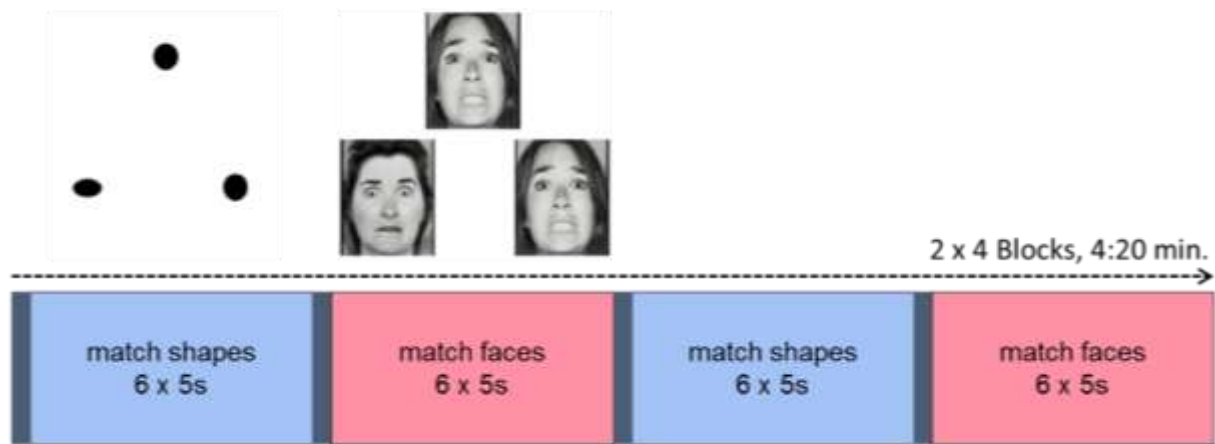 2 x 4 Blocks, 4:20 min.
match shapes
6 x 5s
match faces
6 x 5s
match shapes
6 x 5s
match faces
6 x 5s